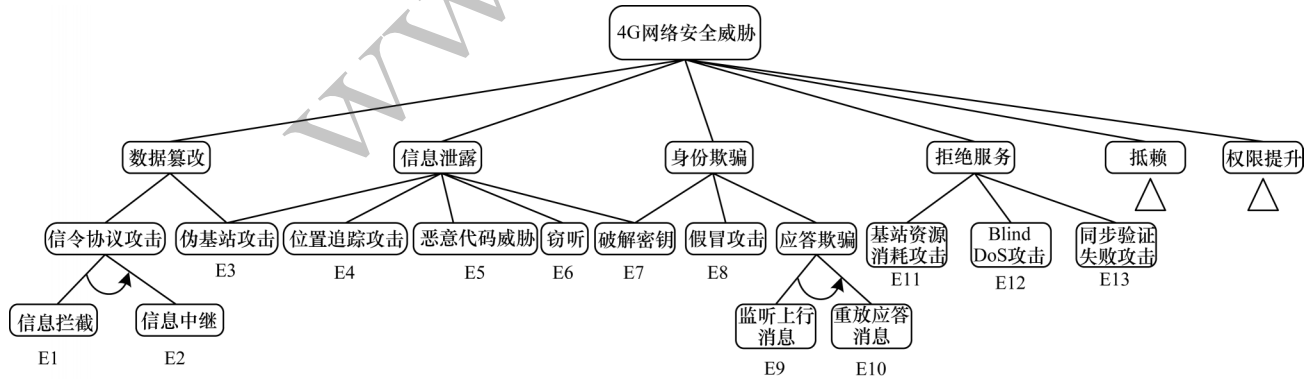 4G网络安全威胁
数据篡改
信息泄露
身份欺骗
拒绝服务
抵赖
权限提升
信令协议攻击
伪基站攻击
位置追踪攻击
恶意代码威胁
窃听
破解密钥
假冒攻击
应答欺骗
基站资源
消耗攻击
Blind
DoS攻击
同步验证
失败攻击
E3
E4
E5
E6
E7
E8
E11
E12
E13
信息拦截
信息中继
监听上行
消息
重放应答
消息
E1
E2
E9
E10
WW